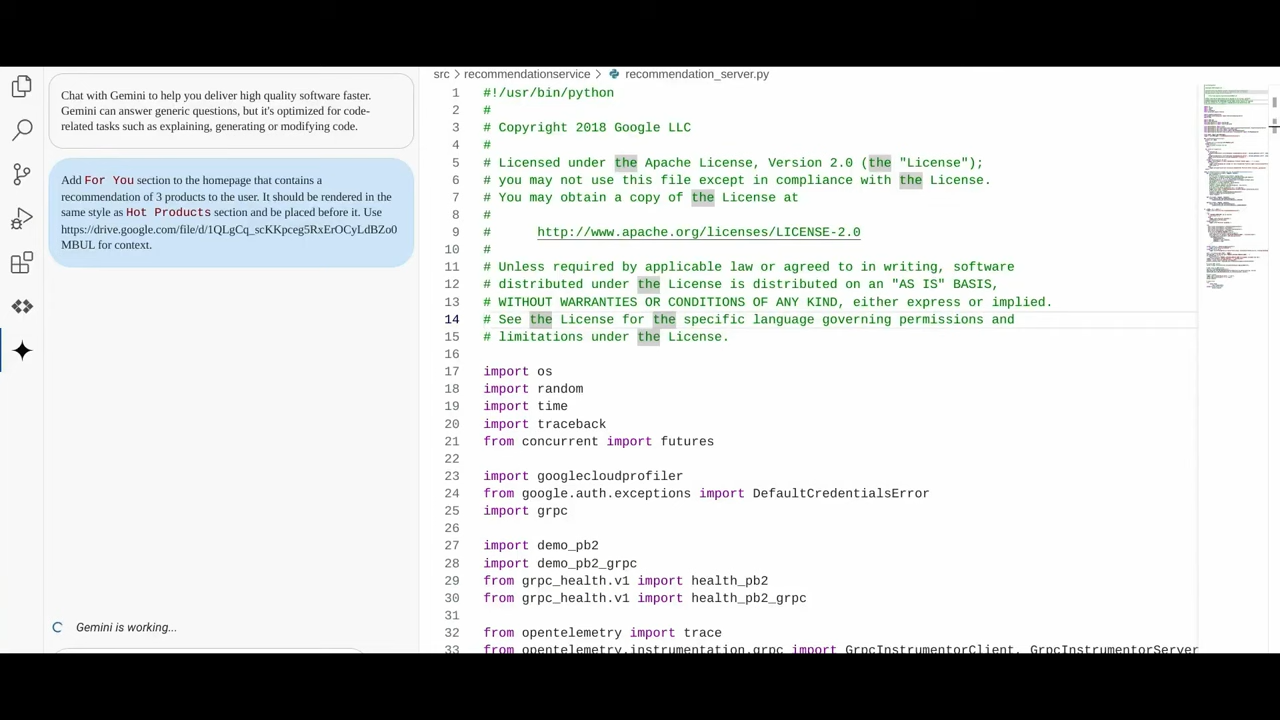 Chat with Gemini to help you deliver high quality software faster.
Gemini can answer generic questions, but it's optimized for code-
related tasks such as explaining, generating or modifying code.
Add For You section on the homepage that contains a
recommendation of 3 products to the user. It should be rendered in the
same style as Hot Products section and be placed before it. Use
MBUL for context.
Gemini is working...
src > recommendationservice > recommendation_server.py
1 #!/usr/bin/python
2 #
3 # Copyright 2018 Google LLC
4 #
5 # Licensed under the Apache License, Version 2.0 (the "License");
6 # you may not use this file except in compliance with the License.
7 # You may obtain a copy of the License at
8 #
9 #      http://www.apache.org/licenses/LICENSE-2.0
10 #
11 # Unless required by applicable law or agreed to in writing, software
12 # distributed under the License is distributed on an "AS IS" BASIS,
13 # WITHOUT WARRANTIES OR CONDITIONS OF ANY KIND, either express or implied.
14 # See the License for the specific language governing permissions and
15 # limitations under the License.
16
17 import os
18 import random
19 import time
20 import traceback
21 from concurrent import futures
22
23 import googlecloudprofiler
24 from google.auth.exceptions import DefaultCredentialsError
25 import grpc
26
27 import demo_pb2
28 import demo_pb2_grpc
29 from grpc_health.v1 import health_pb2
30 from grpc_health.v1 import health_pb2_grpc
31
32 from opentelemetry import trace
33 from opentelemetry.instrumentation.grpc import GrpcInstrumentorClient, GrpcInstrumentorServer